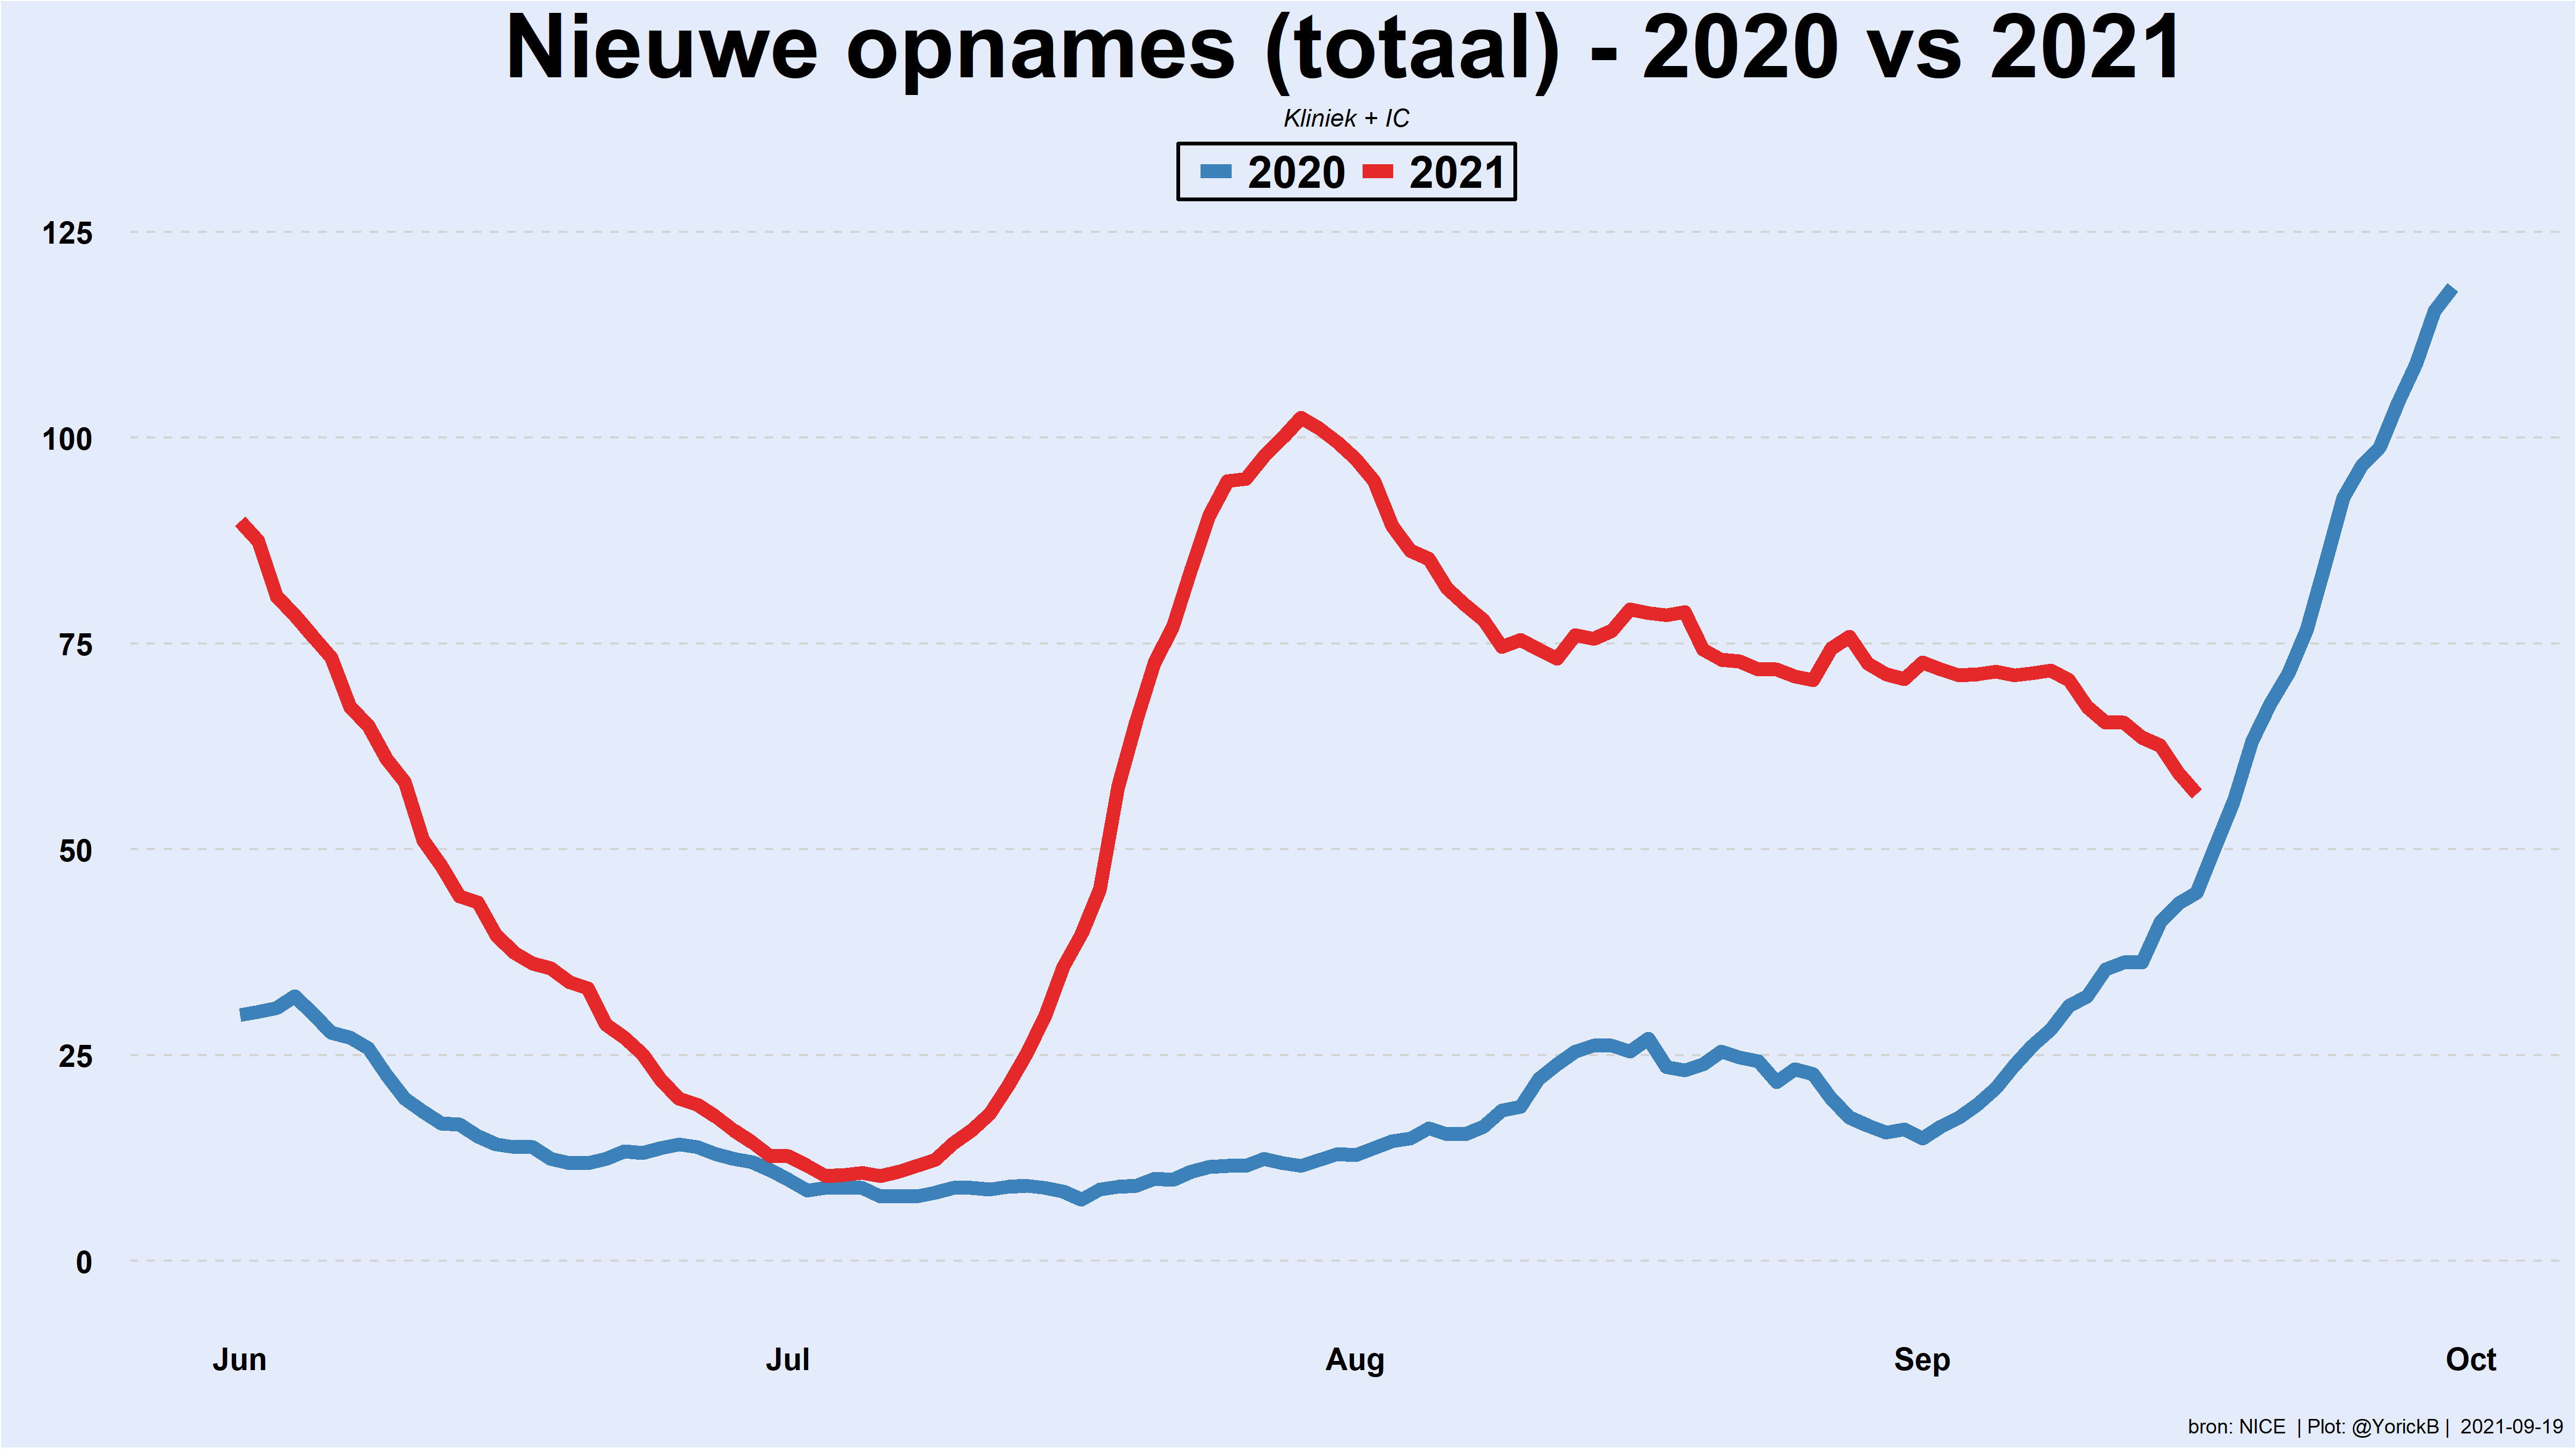 Nieuwe opnames (totaal) - 2020 vs 2021
Kliniek + IC
2020 2021
125
100
75
50
25
0
Jun Jul Aug Sep Oct
bron: NICE | Plot: @YorickB | 2021-09-19